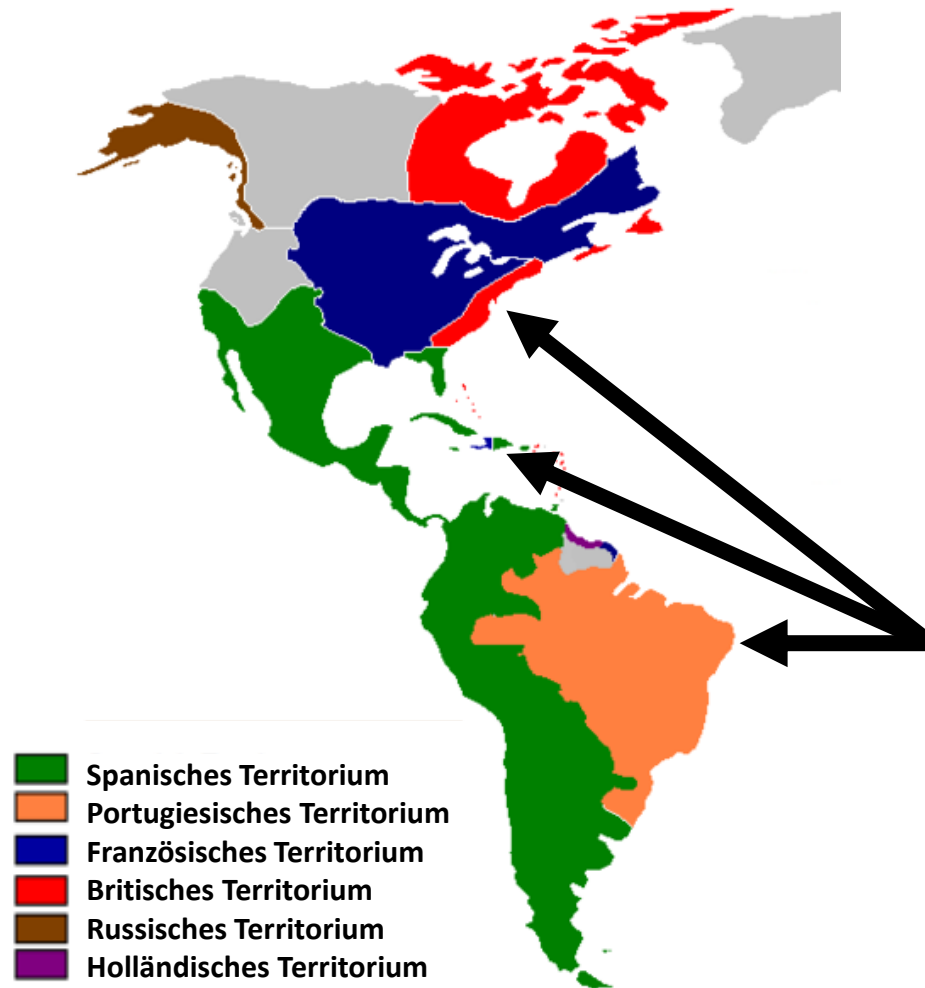 Spanisches Territorium
Portugiesisches Territorium
Französisches Territorium
Britisches Territorium
Russisches Territorium
Holländisches Territorium